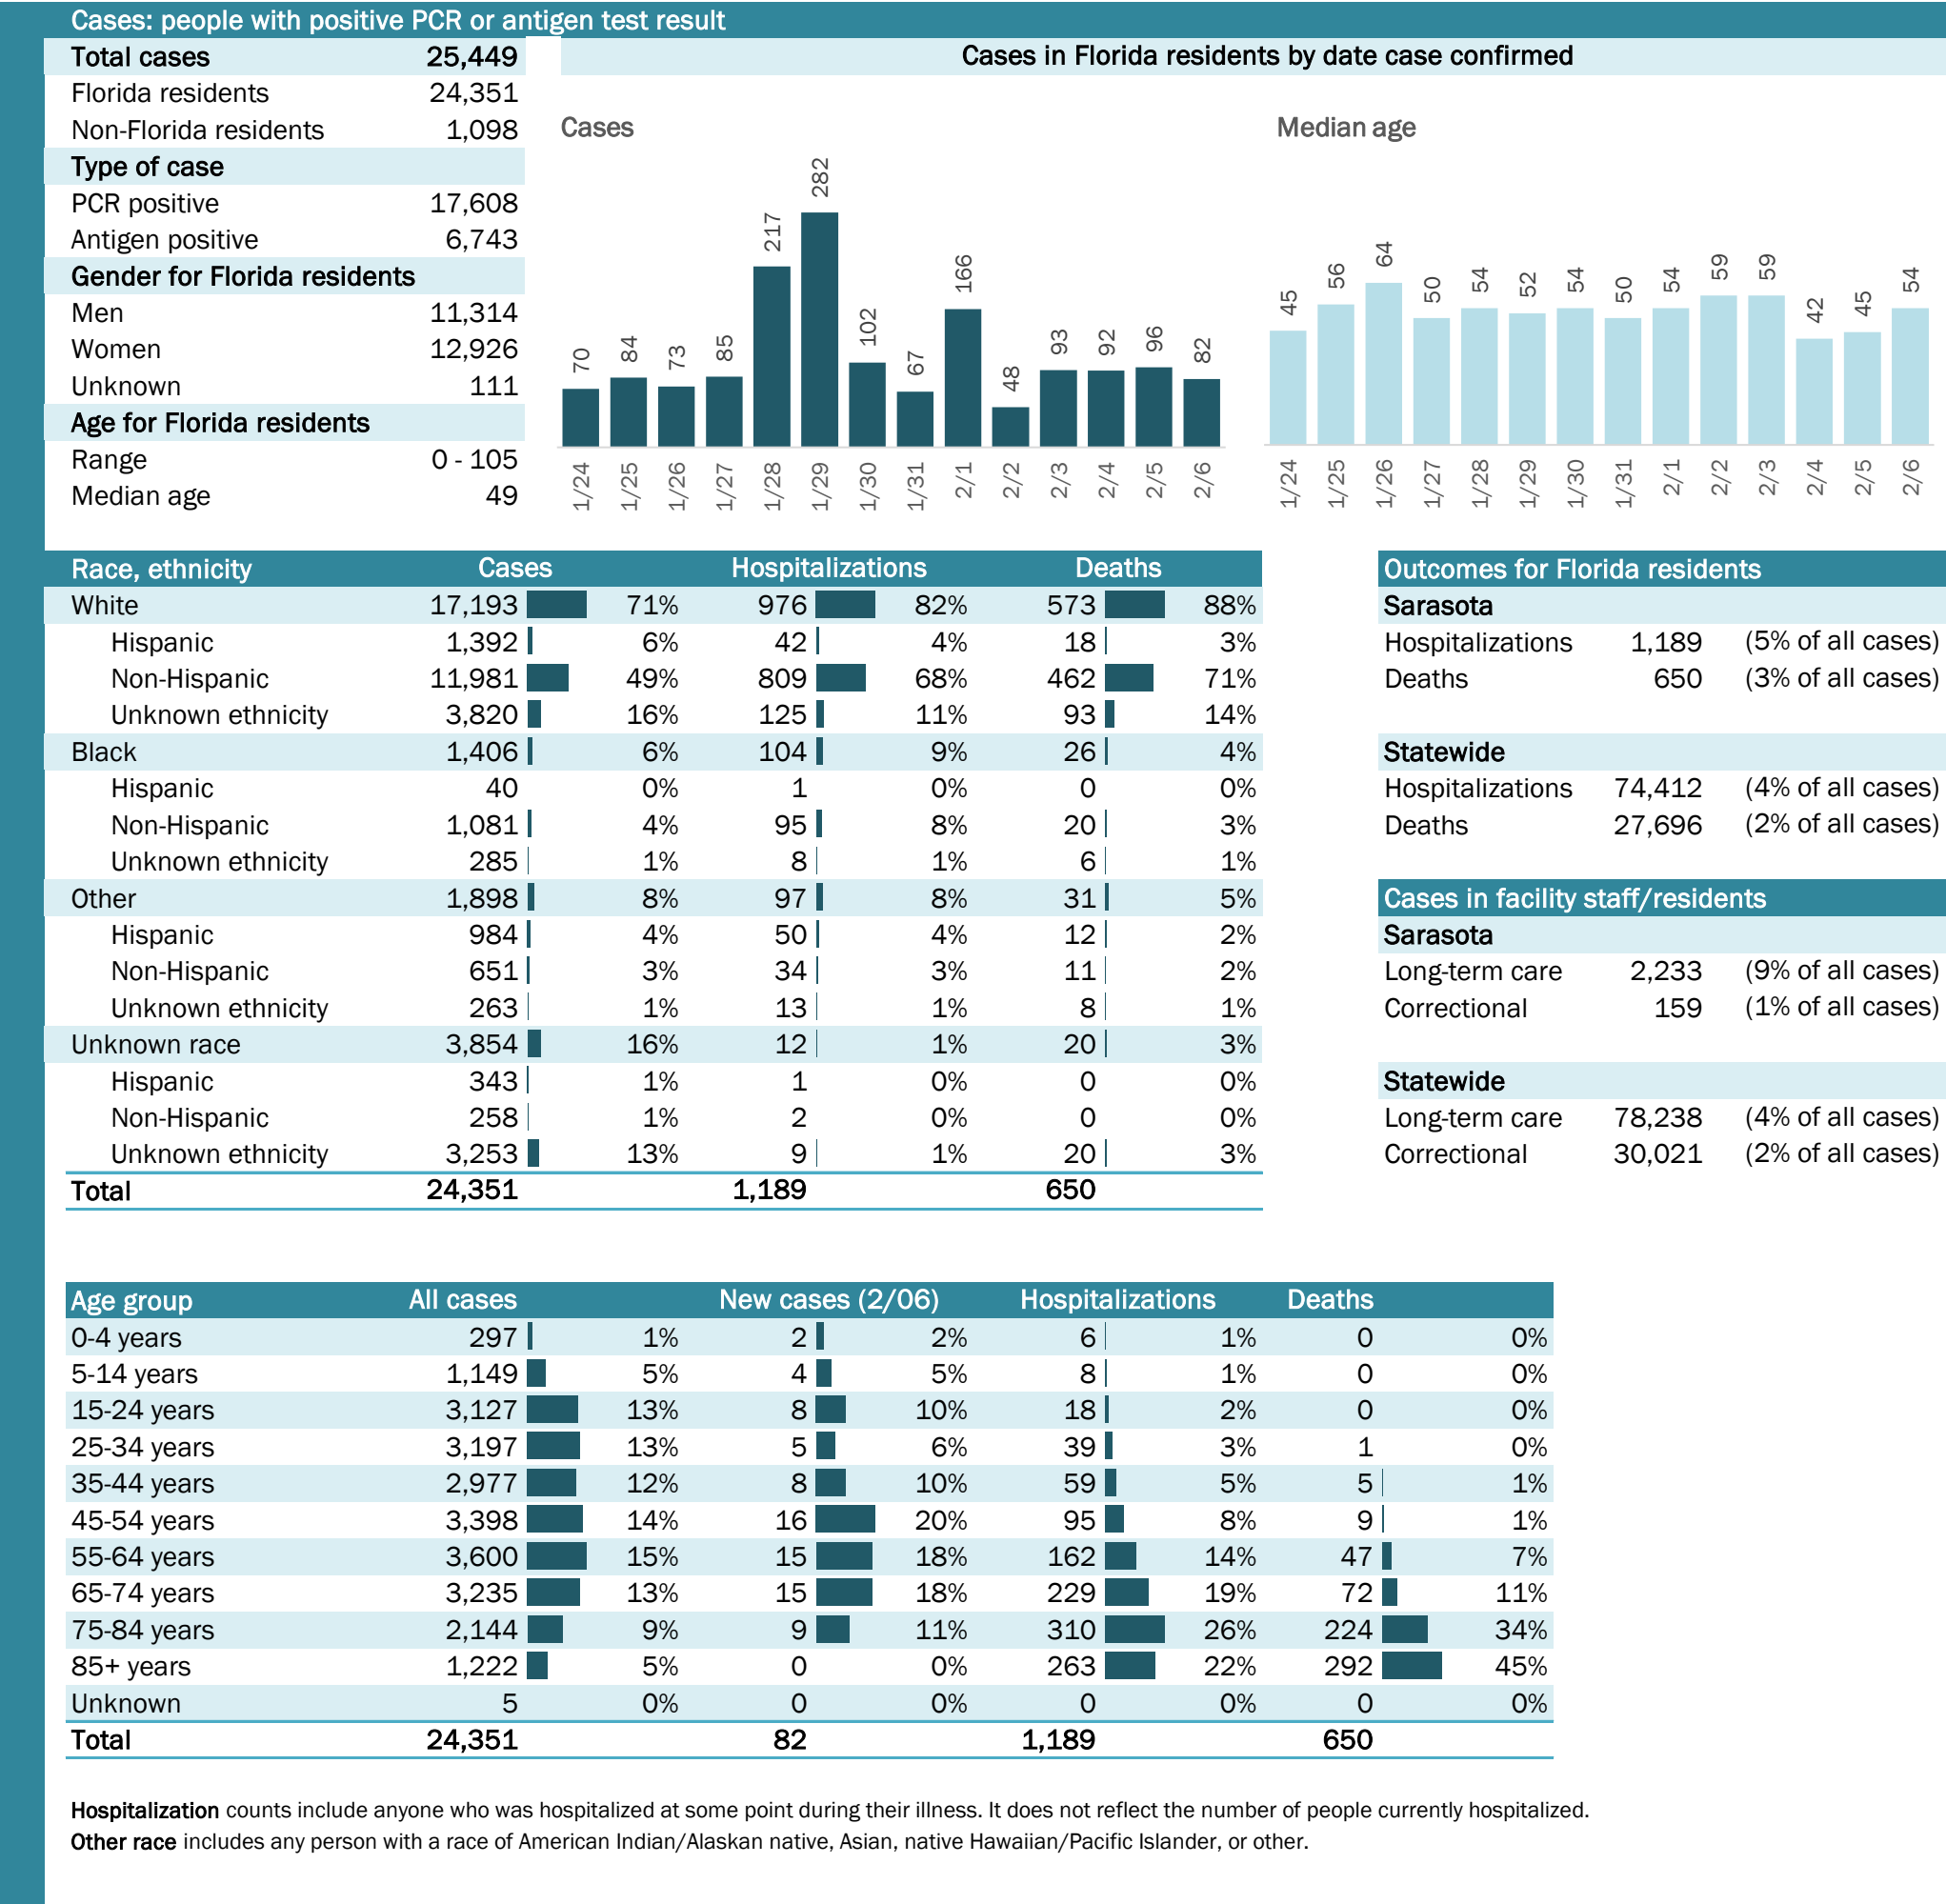 Cases: people with positive PCR or antigen test result
Total cases 25,449
Florida residents 24,351
Non-Florida residents 1,098
Type of case
PCR positive 17,608
Antigen positive 6,743
Gender for Florida residents
Men 11,314
Women 12,926
Unknown 111
Age for Florida residents
Range 0 - 105
Median age 49
Cases in Florida residents by date case confirmed
Cases
70 84 73 85 217 282 102 67 166 48 93 92 96 82
1/24 1/25 1/26 1/27 1/28 1/29 1/30 1/31 2/1 2/2 2/3 2/4 2/5 2/6
Median age
45 56 64 50 54 52 54 50 54 59 59 42 45 54
1/24 1/25 1/26 1/27 1/28 1/29 1/30 1/31 2/1 2/2 2/3 2/4 2/5 2/6
Race, ethnicity Cases Hospitalizations Deaths
White 17,193 71% 976 82% 573 88%
Hispanic 1,392 6% 42 4% 18 3%
Non-Hispanic 11,981 49% 809 68% 462 71%
Unknown ethnicity 3,820 16% 125 11% 93 14%
Black 1,406 6% 104 9% 26 4%
Hispanic 40 0% 1 0% 0 0%
Non-Hispanic 1,081 4% 95 8% 20 3%
Unknown ethnicity 285 1% 8 1% 6 1%
Other 1,898 8% 97 8% 31 5%
Hispanic 984 4% 50 4% 12 2%
Non-Hispanic 651 3% 34 3% 11 2%
Unknown ethnicity 263 1% 13 1% 8 1%
Unknown race 3,854 16% 12 1% 20 3%
Hispanic 343 1% 1 0% 0 0%
Non-Hispanic 258 1% 2 0% 0 0%
Unknown ethnicity 3,253 13% 9 1% 20 3%
Total 24,351 1,189 650
Outcomes for Florida residents
Sarasota
Hospitalizations 1,189 (5% of all cases)
Deaths 650 (3% of all cases)
Statewide
Hospitalizations 74,412 (4% of all cases)
Deaths 27,696 (2% of all cases)
Cases in facility staff/residents
Sarasota
Long-term care 2,233 (9% of all cases)
Correctional 159 (1% of all cases)
Statewide
Long-term care 78,238 (4% of all cases)
Correctional 30,021 (2% of all cases)
Age group All cases New cases (2/06) Hospitalizations Deaths
0-4 years 297 1% 2 2% 6 1% 0 0%
5-14 years 1,149 5% 4 5% 8 1% 0 0%
15-24 years 3,127 13% 8 10% 18 2% 0 0%
25-34 years 3,197 13% 5 6% 39 3% 1 0%
35-44 years 2,977 12% 8 10% 59 5% 5 1%
45-54 years 3,398 14% 16 20% 95 8% 9 1%
55-64 years 3,600 15% 15 18% 162 14% 47 7%
65-74 years 3,235 13% 15 18% 229 19% 72 11%
75-84 years 2,144 9% 9 11% 310 26% 224 34%
85+ years 1,222 5% 0 0% 263 22% 292 45%
Unknown 5 0% 0 0% 0 0% 0 0%
Total 24,351 82 1,189 650
Hospitalization counts include anyone who was hospitalized at some point during their illness. It does not reflect the number of people currently hospitalized.
Other race includes any person with a race of American Indian/Alaskan native, Asian, native Hawaiian/Pacific Islander, or other.